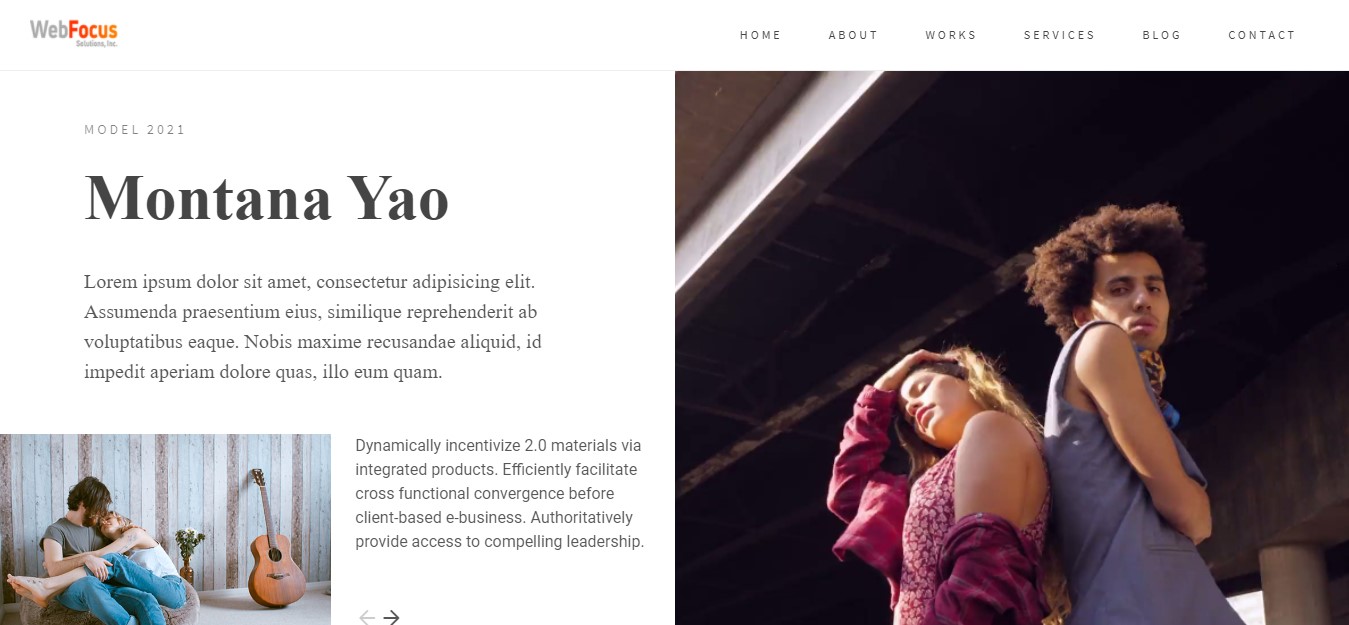 WebFocus
Solutions, Inc.
HOME ABOUT WORKS SERVICES BLOG CONTACT
MODEL 2021
Montana Yao
Lorem ipsum dolor sit amet, consectetur adipisicing elit.
Assumenda praesentium eius, similique reprehenderit ab
voluptatibus eaque. Nobis maxime recusandae aliquid, id
impedit aperiam dolore quas, illo eum quam.
Dynamically incentivize 2.0 materials via
integrated products. Efficiently facilitate
cross functional convergence before
client-based e-business. Authoritatively
provide access to compelling leadership.